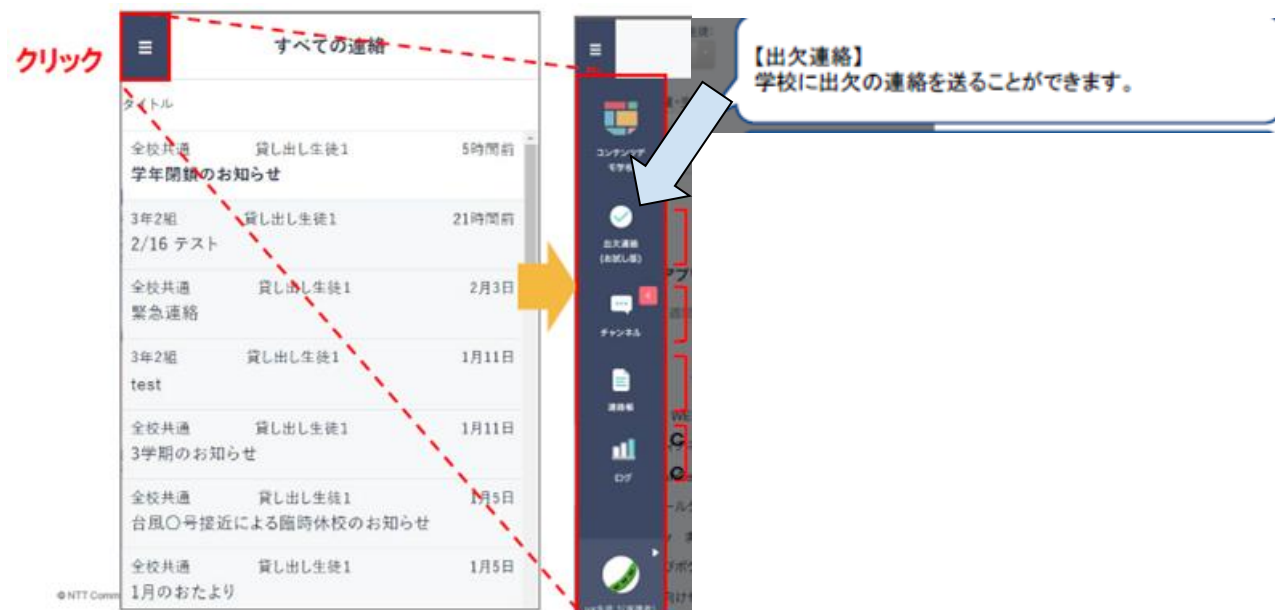 クリック
≡
すべての連絡
タイトル
全校共通 貸し出し生徒1 5時間前
学年閉鎖のお知らせ
3年2組 貸し出し生徒1 21時間前
2/16 テスト
全校共通 貸し出し生徒1 2月3日
緊急連絡
3年2組 貸し出し生徒1 1月11日
test
全校共通 貸し出し生徒1 1月11日
3学期のお知らせ
全校共通 貸し出し生徒1 1月5日
台風〇号接近による臨時休校のお知らせ
全校共通 貸し出し生徒1 1月5日
1月のおたより
© NTT Comm
≡
コンテンツデ
モ学校
出欠連絡
(お試し版)
チャンネル
連絡帳
ログ
【出欠連絡】
学校に出欠の連絡を送ることができます。